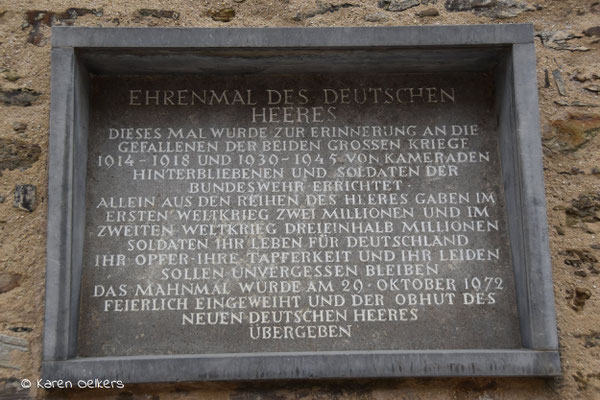 EHRENMAL DES DEUTSCHEN
HEERES
DIESES MAL WURDE ZUR ERINNERUNG AN DIE
GEFALLENEN DER BEIDEN GROSSEN KRIEGE
1914-1918 UND 1939-1945 VON KAMERADEN
HINTERBLIEBENEN UND SOLDATEN DER
BUNDESWEHR ERRICHTET·
ALLEIN AUS DEN REIHEN DES HEERES GABEN IM
ERSTEN WELTKRIEG ZWEI MILLIONEN UND IM
ZWEITEN WELTKRIEG DREIEINHALB MILLIONEN
SOLDATEN IHR LEBEN FÜR DEUTSCHLAND
IHR OPFER·IHRE TAPFERKEIT UND IHR LEIDEN
SOLLEN UNVERGESSEN BLEIBEN
DAS MAHNMAL WURDE AM 29·OKTOBER 1972
FEIERLICH EINGEWEIHT UND DER OBHUT DES
NEUEN DEUTSCHEN HEERES
ÜBERGEBEN
© Karen Oelkers